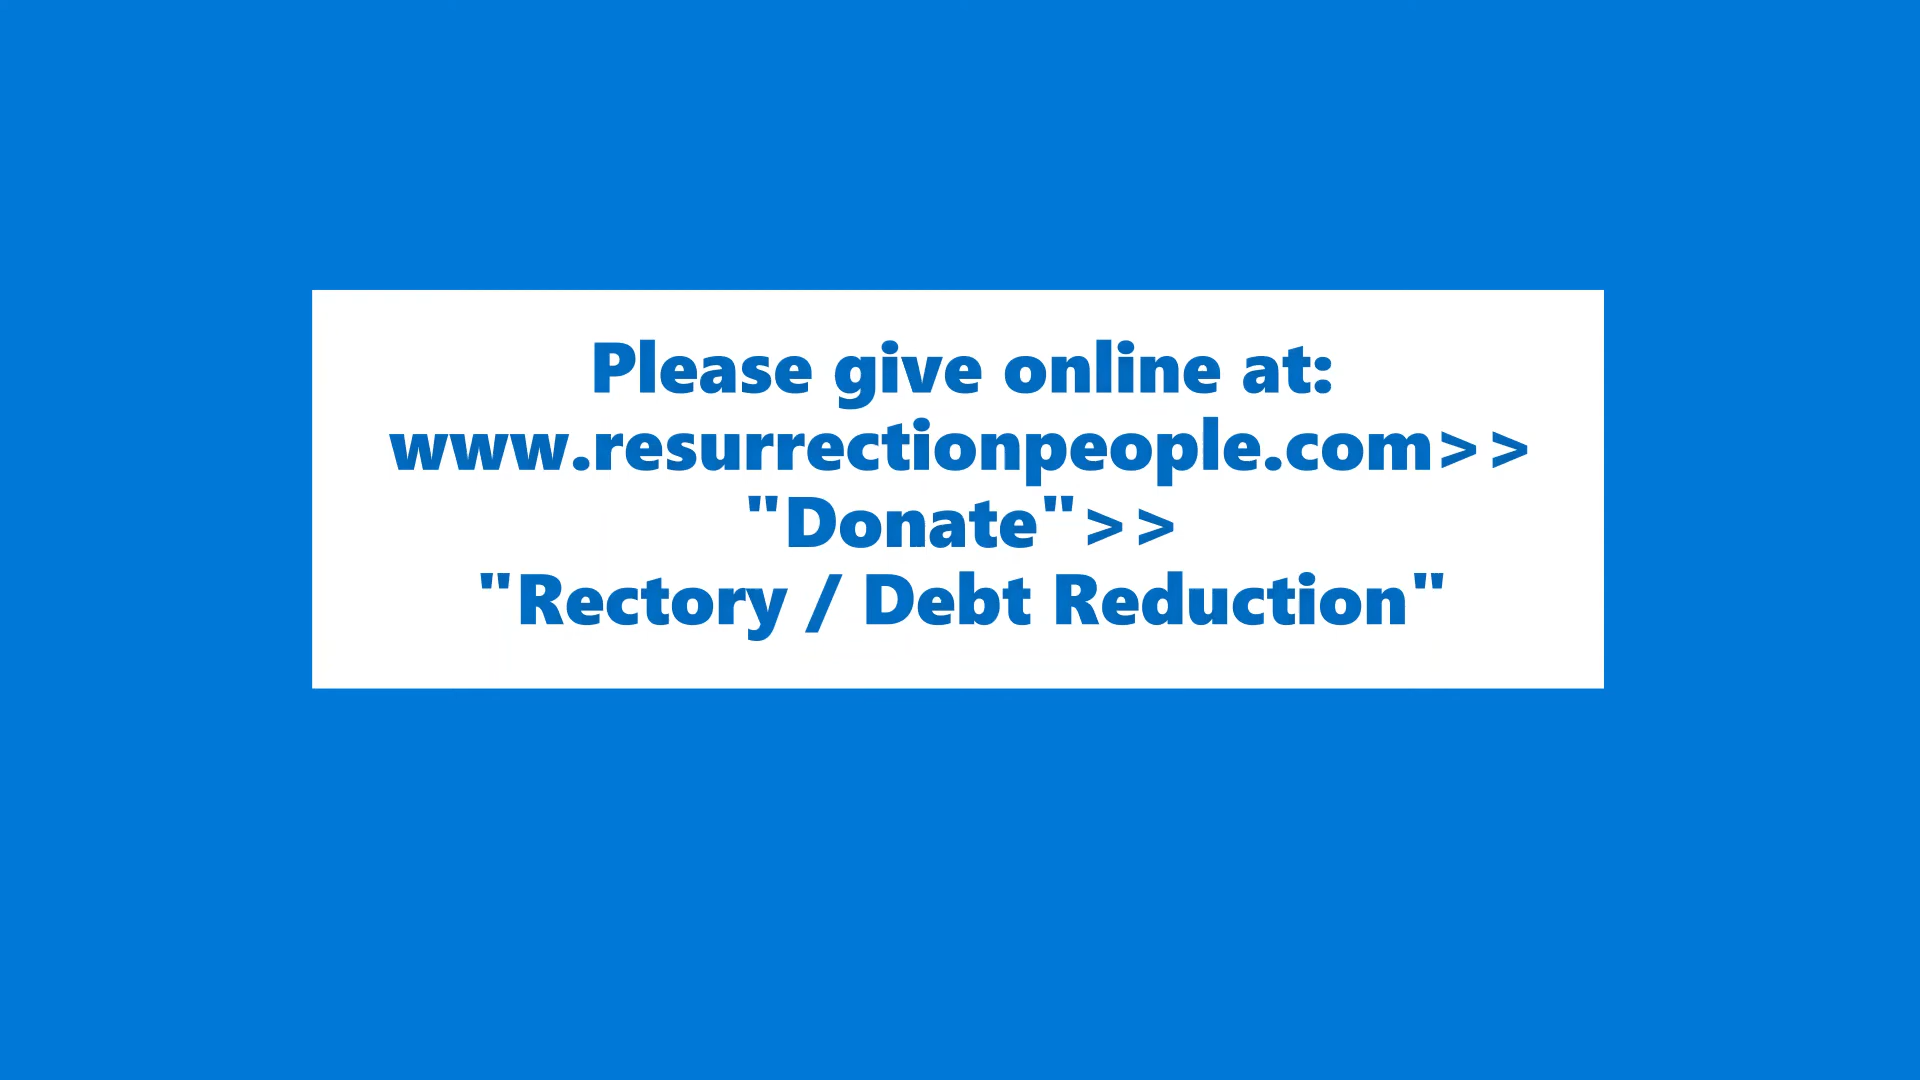 Please give online at:
www.resurrectionpeople.com>>
"Donate">>
"Rectory / Debt Reduction"